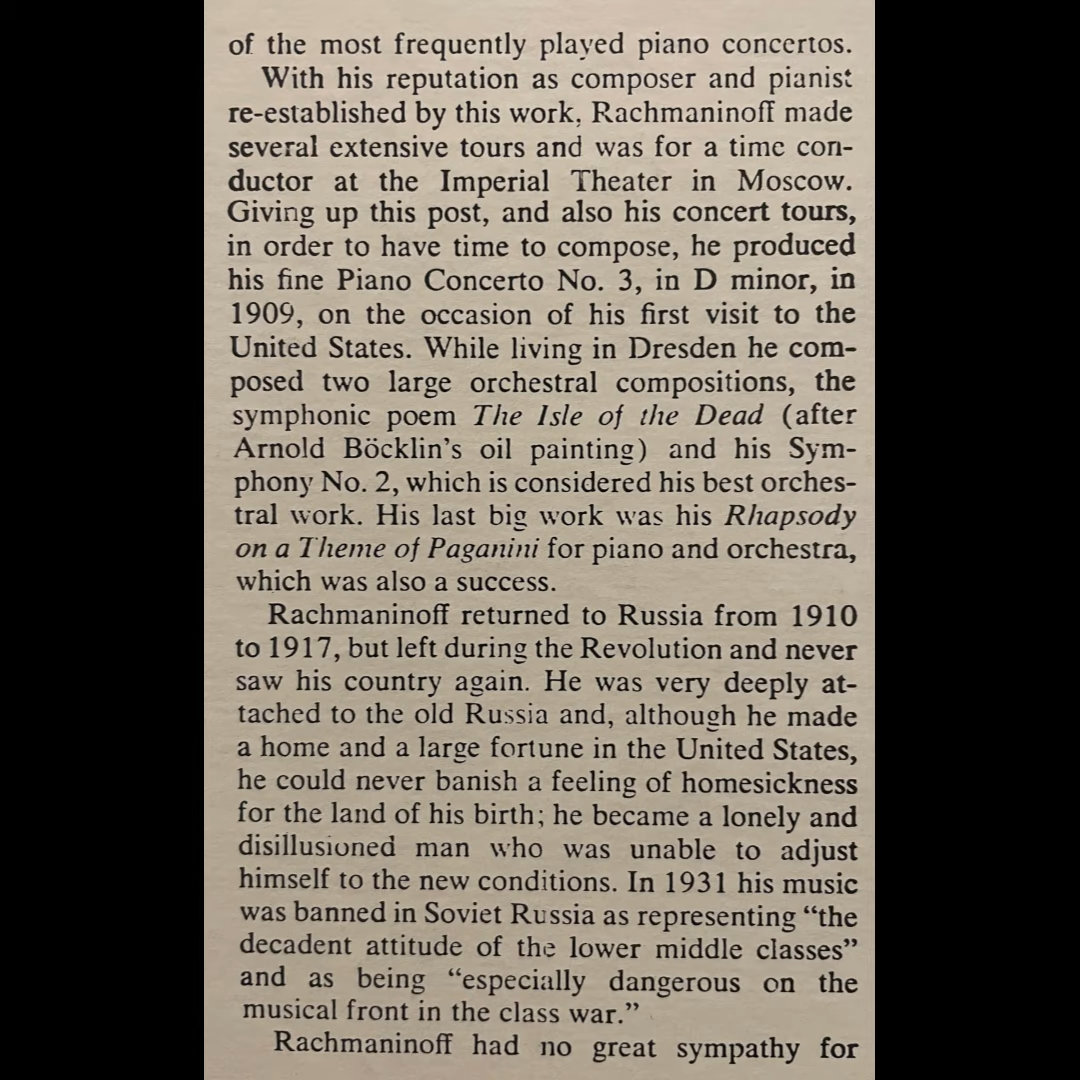 of the most frequently played piano concertos.
With his reputation as composer and pianist
re-established by this work, Rachmaninoff made
several extensive tours and was for a time con-
ductor at the Imperial Theater in Moscow.
Giving up this post, and also his concert tours,
in order to have time to compose, he produced
his fine Piano Concerto No. 3, in D minor, in
1909, on the occasion of his first visit to the
United States. While living in Dresden he com-
posed two large orchestral compositions, the
symphonic poem The Isle of the Dead (after
Arnold Böcklin's oil painting) and his Sym-
phony No. 2, which is considered his best orches-
tral work. His last big work was his Rhapsody
on a Theme of Paganini for piano and orchestra,
which was also a success.
Rachmaninoff returned to Russia from 1910
to 1917, but left during the Revolution and never
saw his country again. He was very deeply at-
tached to the old Russia and, although he made
a home and a large fortune in the United States,
he could never banish a feeling of homesickness
for the land of his birth; he became a lonely and
disillusioned man who was unable to adjust
himself to the new conditions. In 1931 his music
was banned in Soviet Russia as representing “the
decadent attitude of the lower middle classes”
and as being “especially dangerous on the
musical front in the class war.”
Rachmaninoff had no great sympathy for